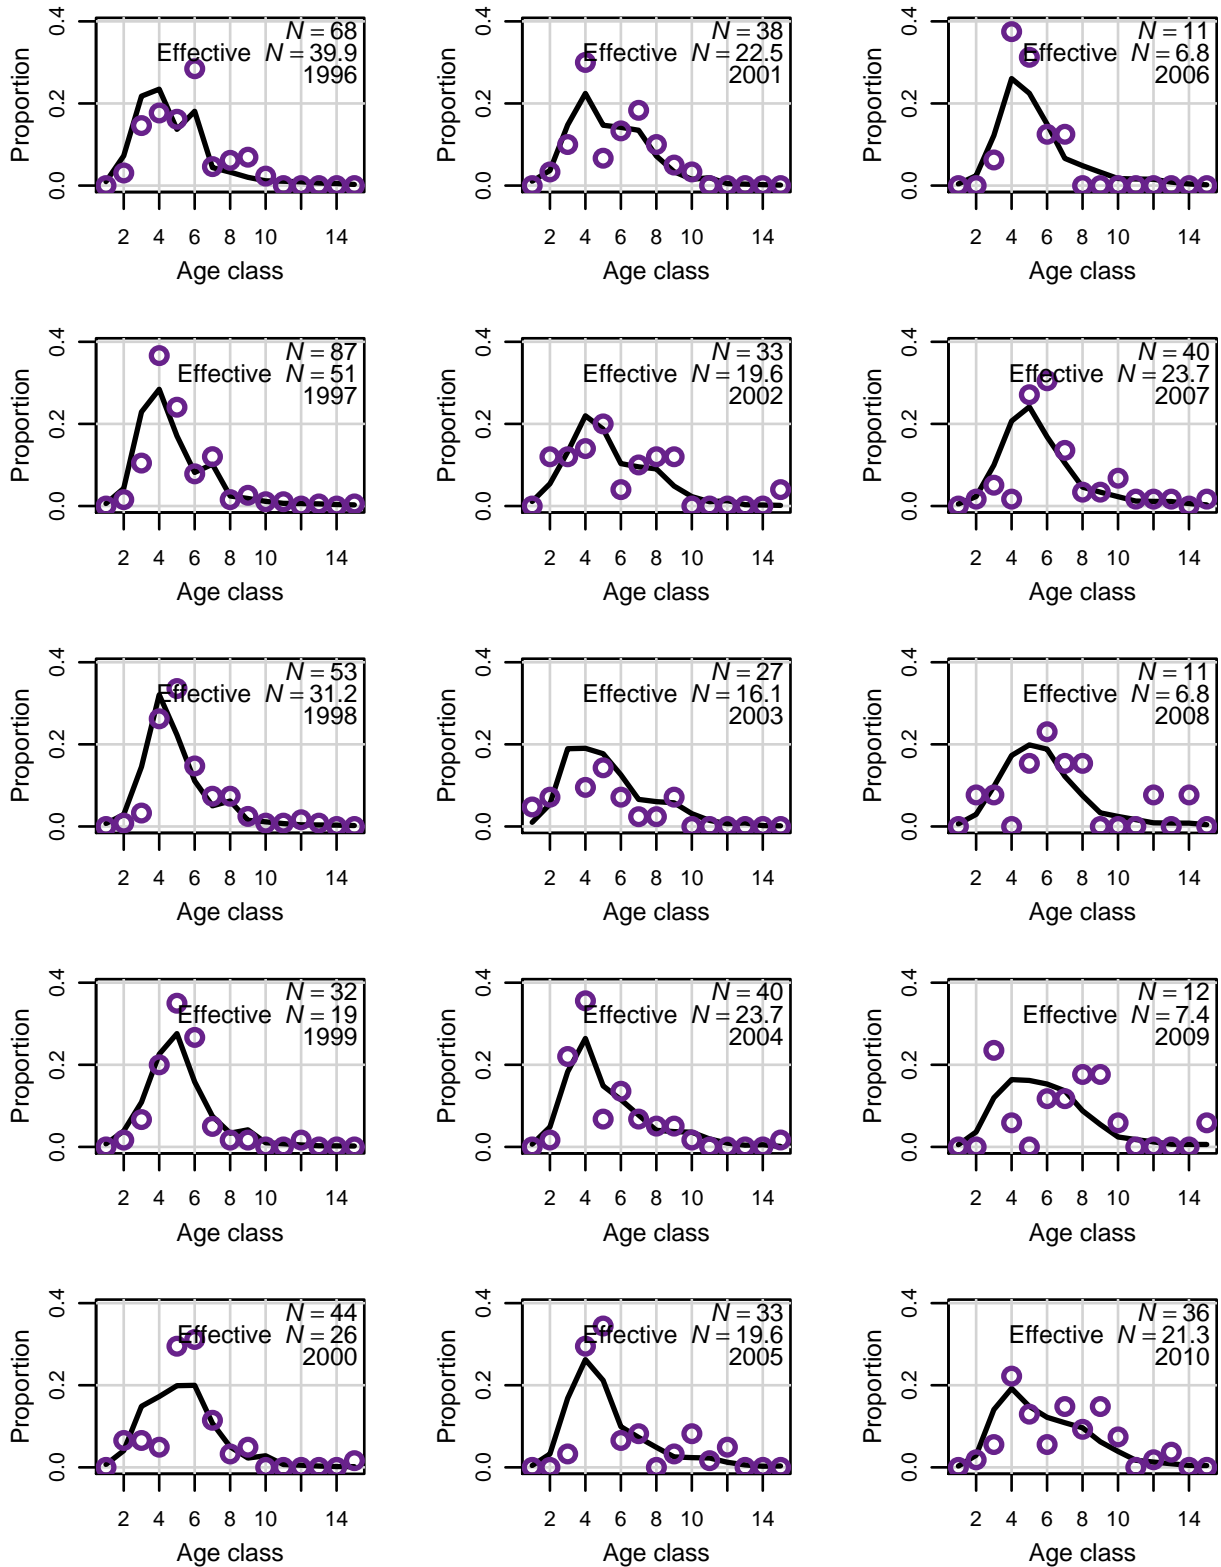 N = 68
Effective N = 39.9
1996
Proportion
0.0 0.2 0.4
2 4 6 8 10 14
Age class
N = 38
Effective N = 22.5
2001
Proportion
0.0 0.2 0.4
2 4 6 8 10 14
Age class
N = 11
Effective N = 6.8
2006
Proportion
0.0 0.2 0.4
2 4 6 8 10 14
Age class
N = 87
Effective N = 51
1997
Proportion
0.0 0.2 0.4
2 4 6 8 10 14
Age class
N = 33
Effective N = 19.6
2002
Proportion
0.0 0.2 0.4
2 4 6 8 10 14
Age class
N = 40
Effective N = 23.7
2007
Proportion
0.0 0.2 0.4
2 4 6 8 10 14
Age class
N = 53
Effective N = 31.2
1998
Proportion
0.0 0.2 0.4
2 4 6 8 10 14
Age class
N = 27
Effective N = 16.1
2003
Proportion
0.0 0.2 0.4
2 4 6 8 10 14
Age class
N = 11
Effective N = 6.8
2008
Proportion
0.0 0.2 0.4
2 4 6 8 10 14
Age class
N = 32
Effective N = 19
1999
Proportion
0.0 0.2 0.4
2 4 6 8 10 14
Age class
N = 40
Effective N = 23.7
2004
Proportion
0.0 0.2 0.4
2 4 6 8 10 14
Age class
N = 12
Effective N = 7.4
2009
Proportion
0.0 0.2 0.4
2 4 6 8 10 14
Age class
N = 44
Effective N = 26
2000
Proportion
0.0 0.2 0.4
2 4 6 8 10 14
Age class
N = 33
Effective N = 19.6
2005
Proportion
0.0 0.2 0.4
2 4 6 8 10 14
Age class
N = 36
Effective N = 21.3
2010
Proportion
0.0 0.2 0.4
2 4 6 8 10 14
Age class